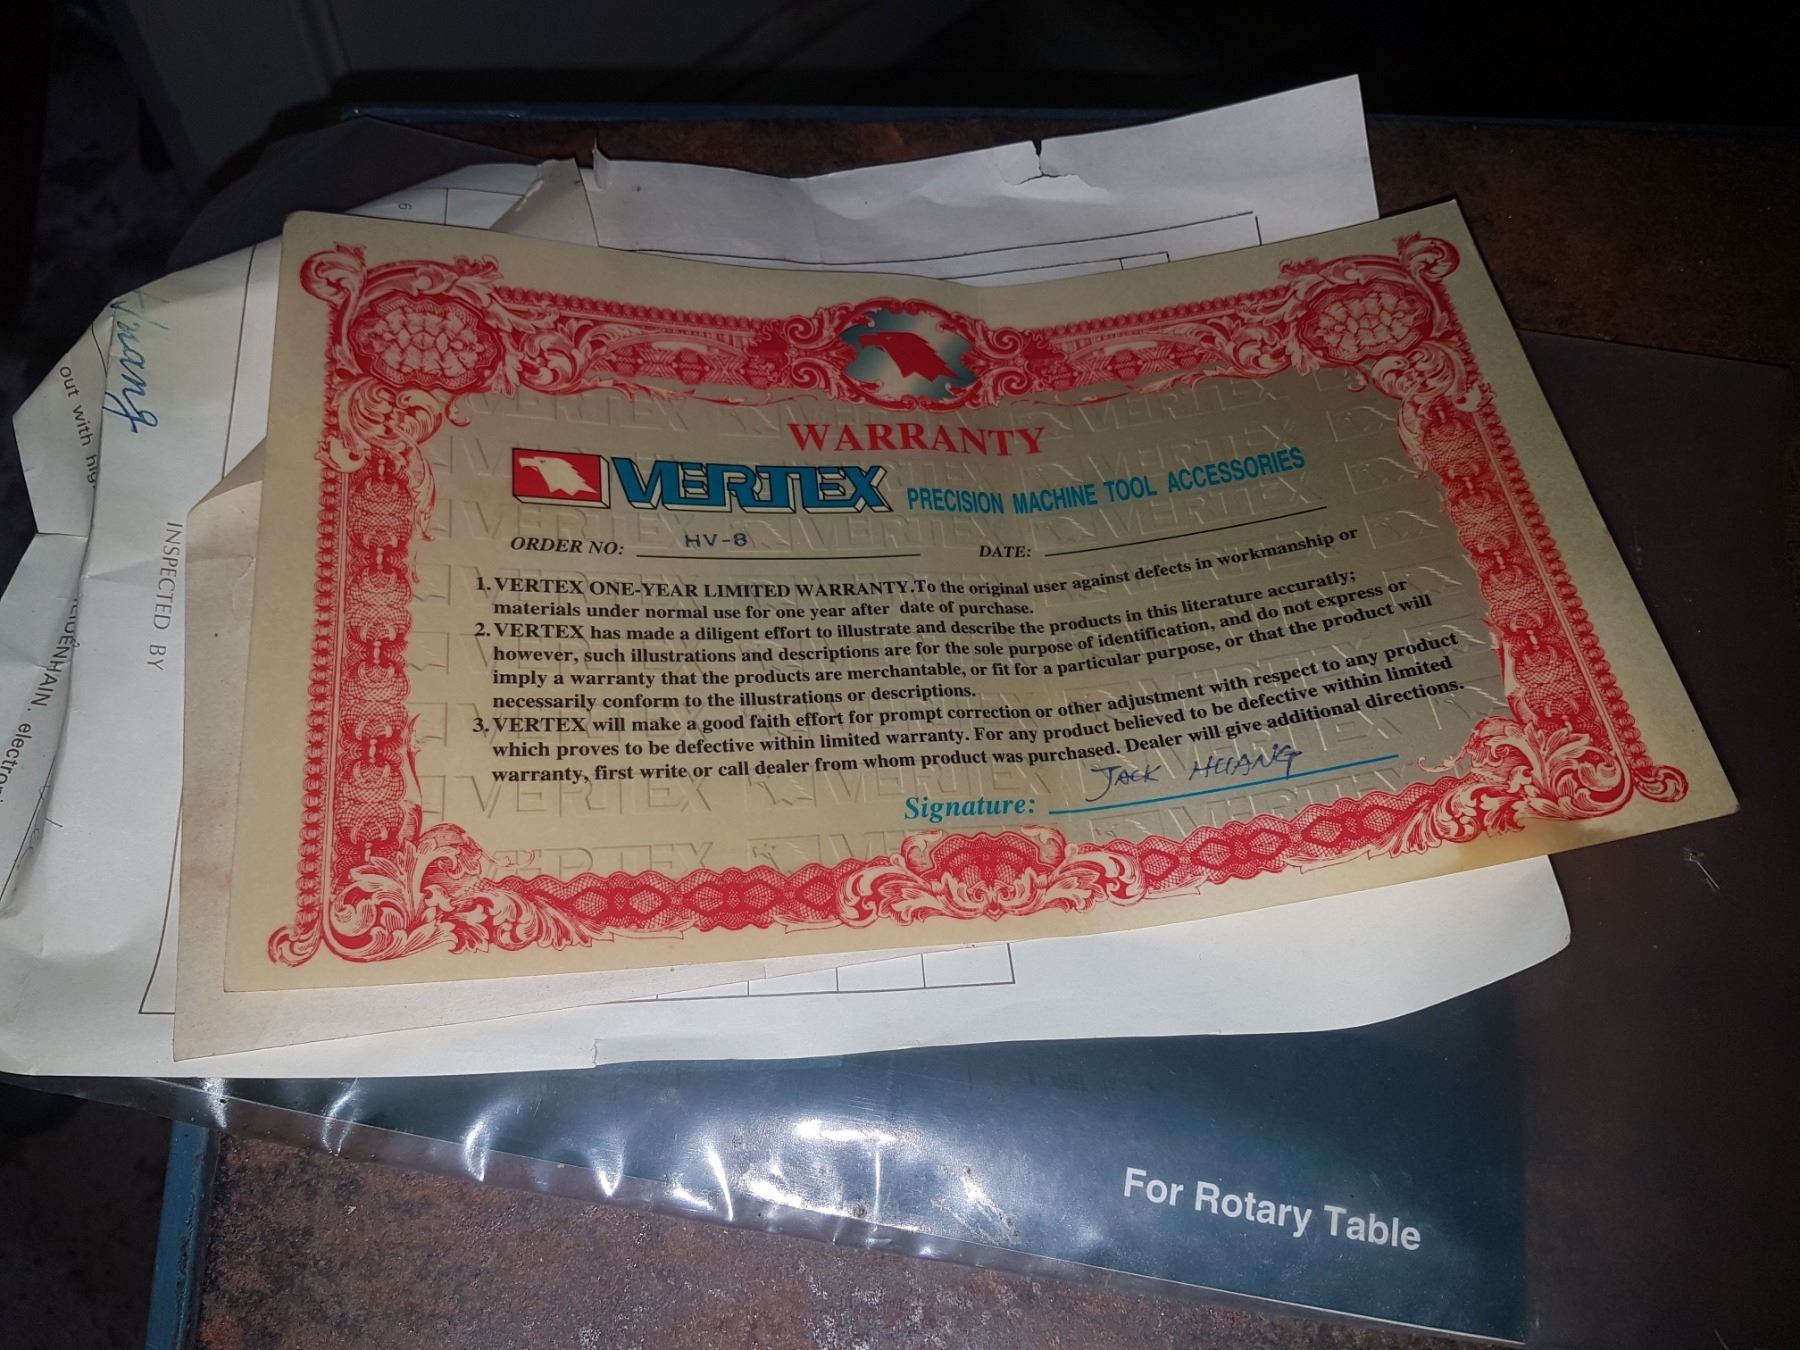 WARRANTY
VERTEX PRECISION MACHINE TOOL ACCESSORIES
ORDER NO: HV-8 DATE:
1. VERTEX ONE-YEAR LIMITED WARRANTY. To the original user against defects in workmanship or
materials under normal use for one year after date of purchase.
2. VERTEX has made a diligent effort to illustrate and describe the products in this literature accuratly;
however, such illustrations and descriptions are for the sole purpose of identification, and do not express or
imply a warranty that the products are merchantable, or fit for a particular purpose, or that the product will
necessarily conform to the illustrations or descriptions.
3. VERTEX will make a good faith effort for prompt correction or other adjustment with respect to any product
which proves to be defective within limited warranty. For any product believed to be defective within limited
warranty, first write or call dealer from whom product was purchased. Dealer will give additional directions.
Signature: JACK HUANG
INSPECTED BY
out with
6
For Rotary Table